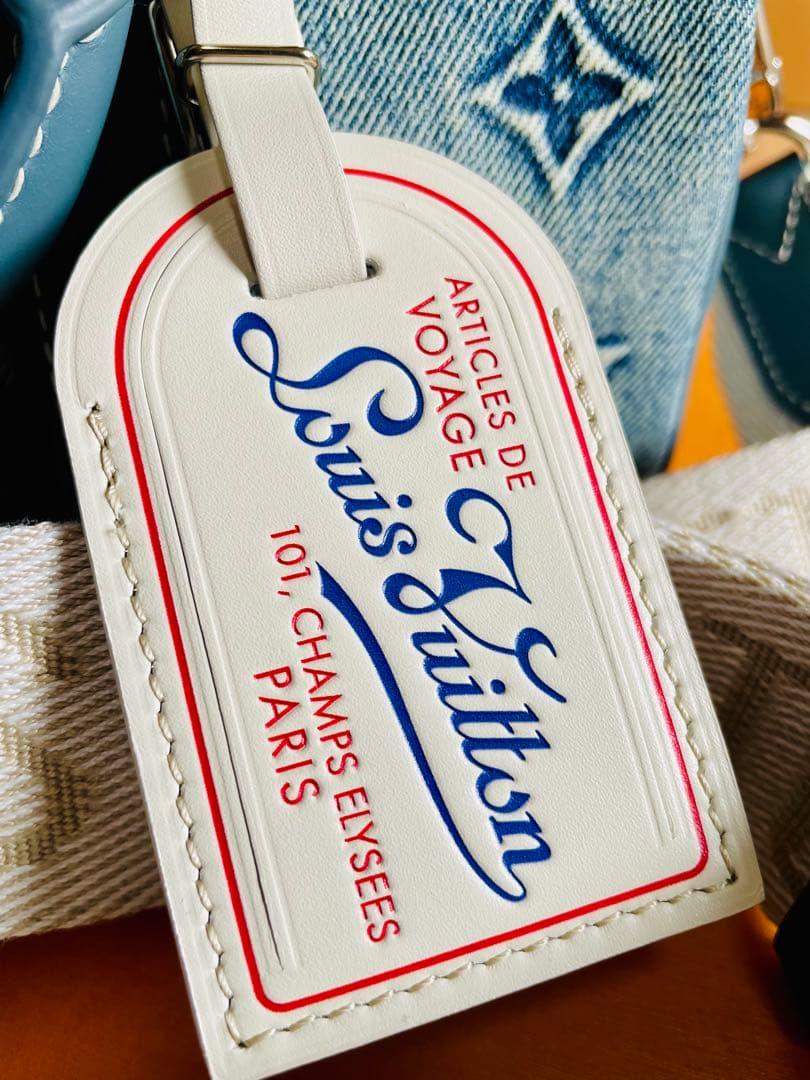 ARTICLES DE
VOYAGE
Louis Vuitton
101, CHAMPS ELYSEES
PARIS